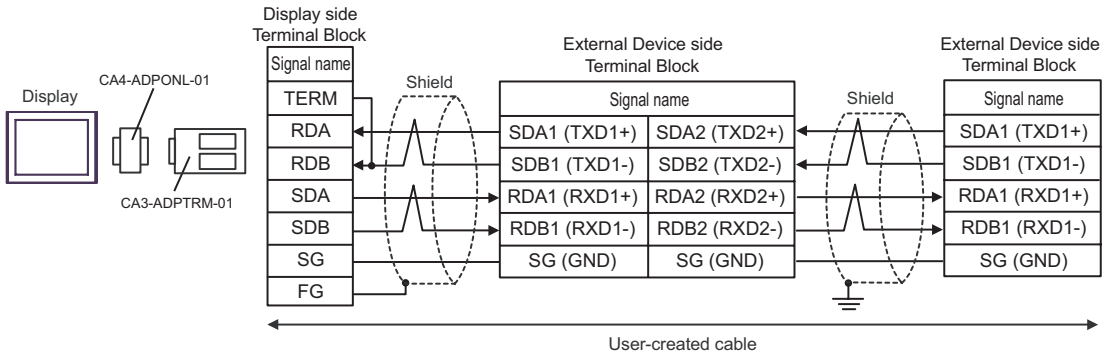 Display side
Terminal Block
Signal name
TERM
RDA
RDB
SDA
SDB
SG
FG
Display
CA4-ADPONL-01
CA3-ADPTRM-01
Shield
External Device side
Terminal Block
Signal name
SDA1 (TXD1+) SDA2 (TXD2+)
SDB1 (TXD1-) SDB2 (TXD2-)
RDA1 (RXD1+) RDA2 (RXD2+)
RDB1 (RXD1-) RDB2 (RXD2-)
SG (GND) SG (GND)
Shield
External Device side
Terminal Block
Signal name
SDA1 (TXD1+)
SDB1 (TXD1-)
RDA1 (RXD1+)
RDB1 (RXD1-)
SG (GND)
User-created cable